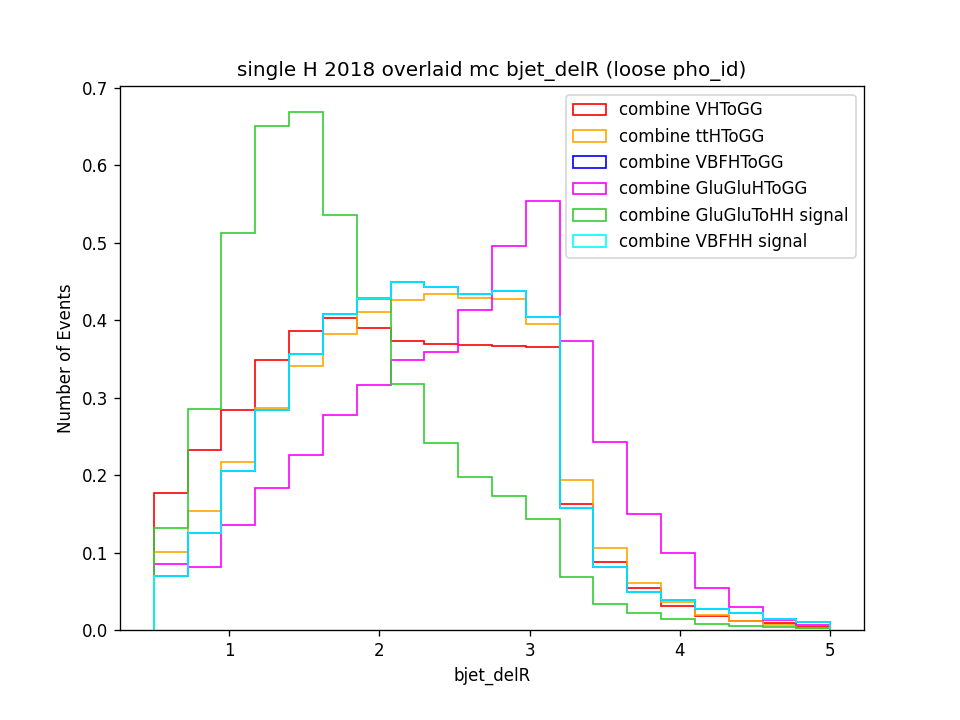 single H 2018 overlaid mc bjet_delR (loose pho_id)
combine VHToGG
combine ttHToGG
combine VBFHToGG
combine GluGluHToGG
combine GluGluToHH signal
combine VBFHH signal
Number of Events
0.7
0.6
0.5
0.4
0.3
0.2
0.1
0.0
1
2
3
4
5
bjet_delR